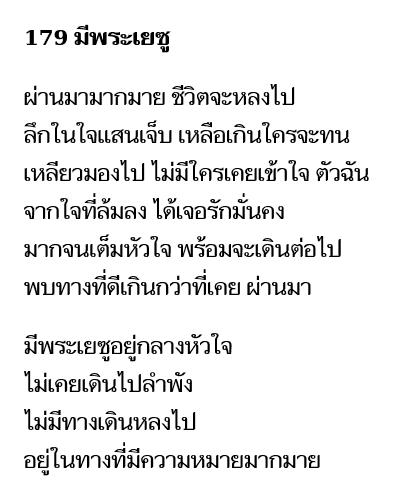 179 มีพระเยซู
ผ่านมามากมาย ชีวิตจะหลงไป
ลึกในใจแสนเจ็บ เหลือเกินใครจะทน
เหลียวมองไป ไม่มีใครเคยเข้าใจ ตัวฉัน
จากใจที่ล้มลง ได้เจอรักมั่นคง
มากจนเต็มหัวใจ พร้อมจะเดินต่อไป
พบทางที่ดีเกินกว่าที่เคย ผ่านมา
มีพระเยซูอยู่กลางหัวใจ
ไม่เคยเดินไปลำพัง
ไม่มีทางเดินหลงไป
อยู่ในทางที่มีความหมายมากมาย